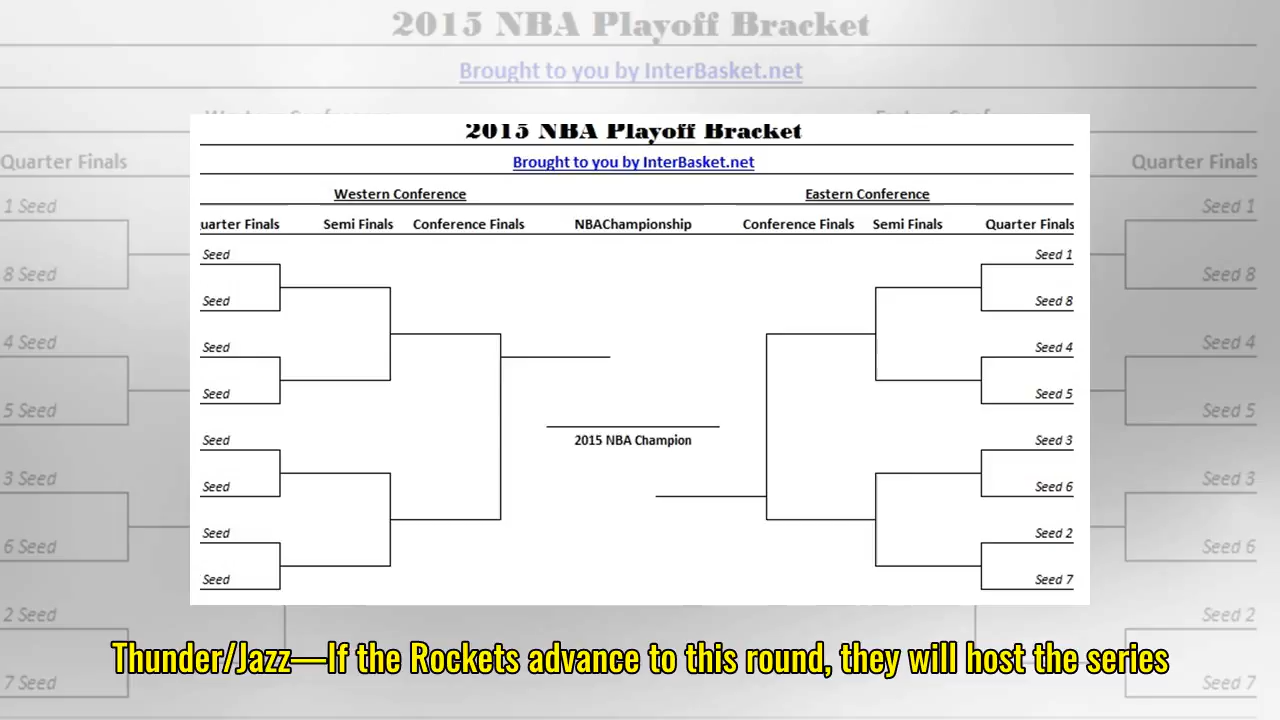 2015 NBA Playoff Bracket
Brought to you by InterBasket.net
Quarter Finals
1 Seed
8 Seed
4 Seed
5 Seed
3 Seed
6 Seed
2 Seed
7 Seed
2015 NBA Playoff Bracket
Brought to you by InterBasket.net
Western Conference Eastern Conference
uarter Finals Semi Finals Conference Finals NBAChampionship Conference Finals Semi Finals Quarter Finals
Seed Seed 1
Seed Seed 8
Seed Seed 4
Seed Seed 5
2015 NBA Champion
Seed Seed 3
Seed Seed 6
Seed Seed 2
Seed Seed 7
Quarter Finals
Seed 1
Seed 8
Seed 4
Seed 5
Seed 3
Seed 6
Seed 2
Seed 7
Thunder/Jazz—If the Rockets advance to this round, they will host the series